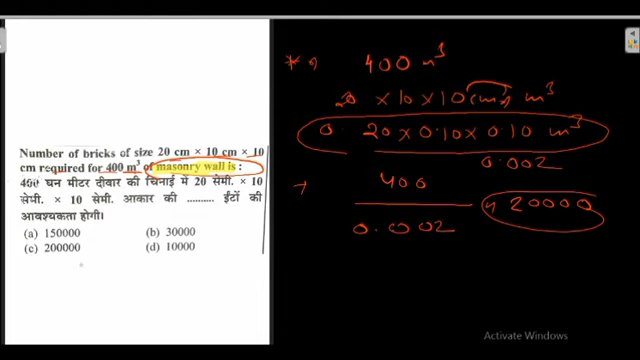 Number of bricks of size 20 cm × 10 cm × 10
cm required for 400 m³ of masonry wall is :
400 घन मीटर दीवार की चिनाई में 20 सेमी. × 10
सेमी. × 10 सेमी. आकार की .......... ईंटों की
आवश्यकता होगी।
(a) 150000 (b) 30000
(c) 200000 (d) 10000
400 m³
20 ×10 ×10 (cm³) m³
0. 20 × 0.10 × 0.10 m³
0.002
400
0.002
20000
Activate Windows